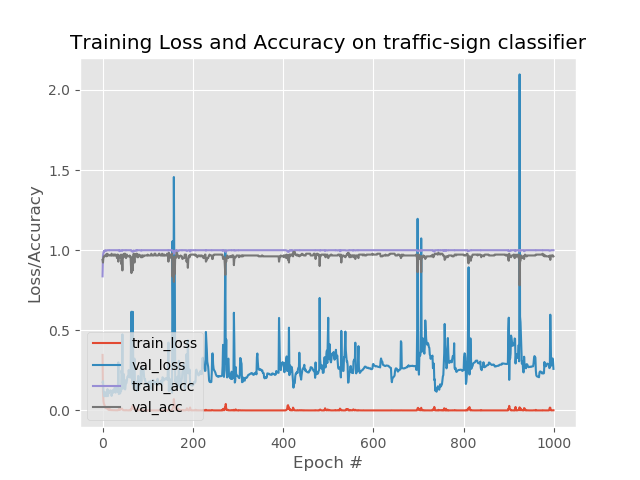 Training Loss and Accuracy on traffic-sign classifier
2.0
1.5
1.0
0.5
0.0
Loss/Accuracy
train_loss
val_loss
train_acc
val_acc
0 200 400 600 800 1000
Epoch #